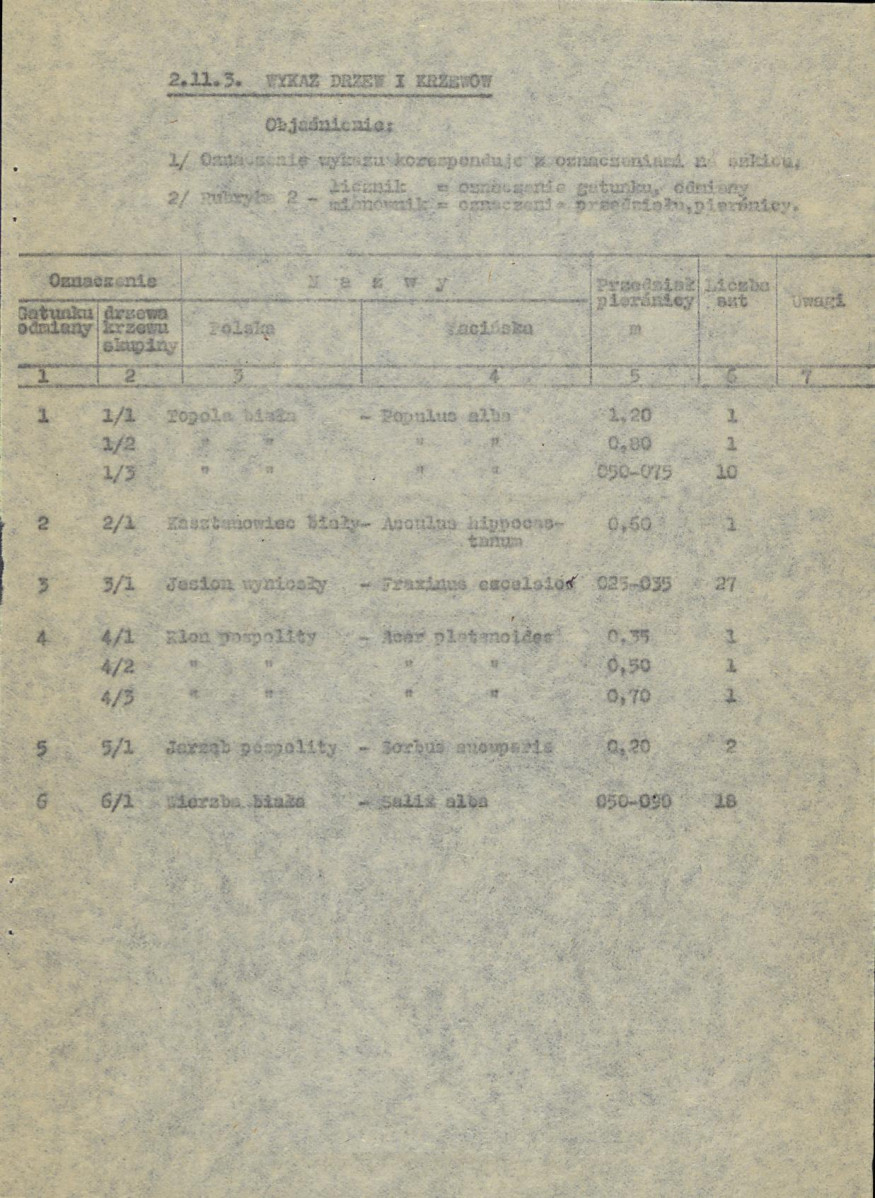 2.11.3. WYKAZ DRZEW I KRZEWÓW
Objaśnienie:
1/ Oznaczenie wykazu koresponduje z oznaczeniami na szkicu.
2/ Rubryka 2 - licznik = oznaczenie gatunku, odmiany
mianownik = oznaczenie przedziału, pierśnicy.
Oznaczenie N a z w y Przedział Liczba Uwagi
pierśnicy szt
Gatunku drzewa
odmiany krzewu Polska Łacińska m
skupiny
1 2 3 4 5 6 7
1 1/1 Topola biała - Populus alba 1,20 1
1/2 " " " " 0,80 1
1/3 " " " " 050-075 10
2 2/1 Kasztanowiec biały- Aesulus hippocas- 0,60 1
tanum
3 3/1 Jesion wyniosły - Fraxinus excelsior 025-035 27
4 4/1 Klon pospolity - Acer platanoides 0,35 1
4/2 " " " " 0,50 1
4/3 " " " " 0,70 1
5 5/1 Jarząb pospolity - Sorbus aucuparia 0,20 2
6 6/1 Wierzba biała - Salix alba 050-090 18